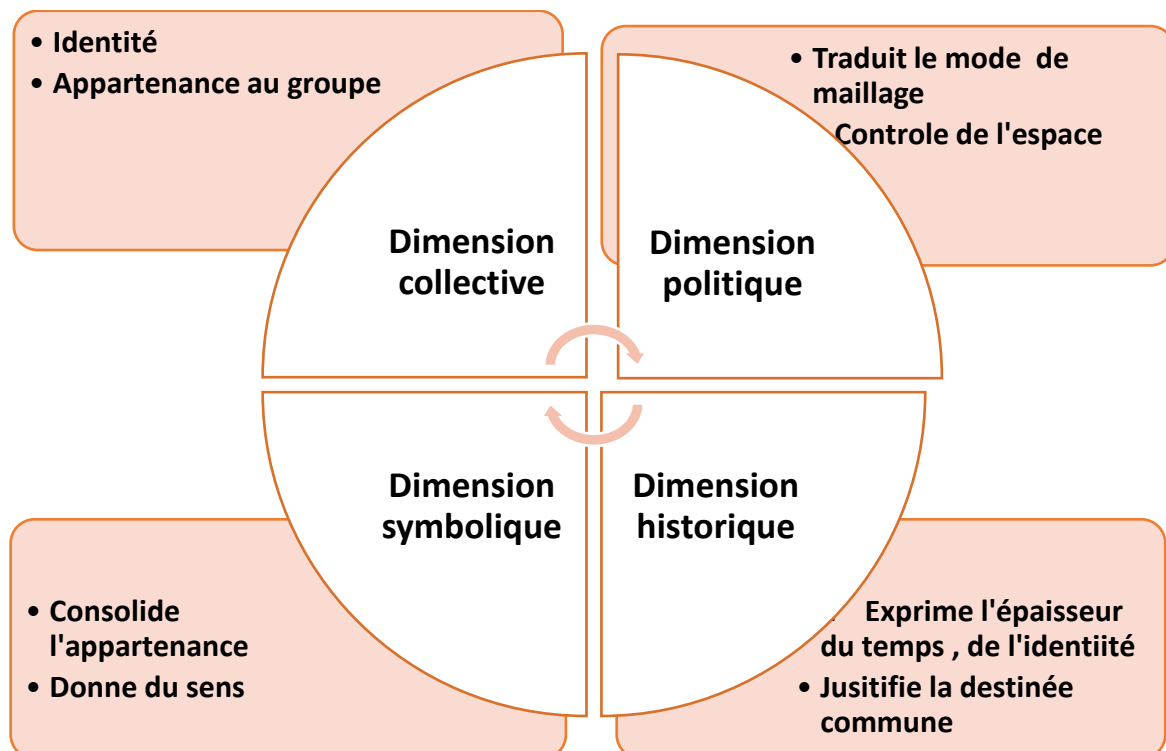 • Identité
• Appartenance au groupe
• Traduit le mode de
maillage
Controle de l'espace
Dimension
collective
Dimension
politique
Dimension
symbolique
Dimension
historique
• Consolide
l'appartenance
• Donne du sens
Exprime l'épaisseur
du temps , de l'identiité
• Jusitifie la destinée
commune